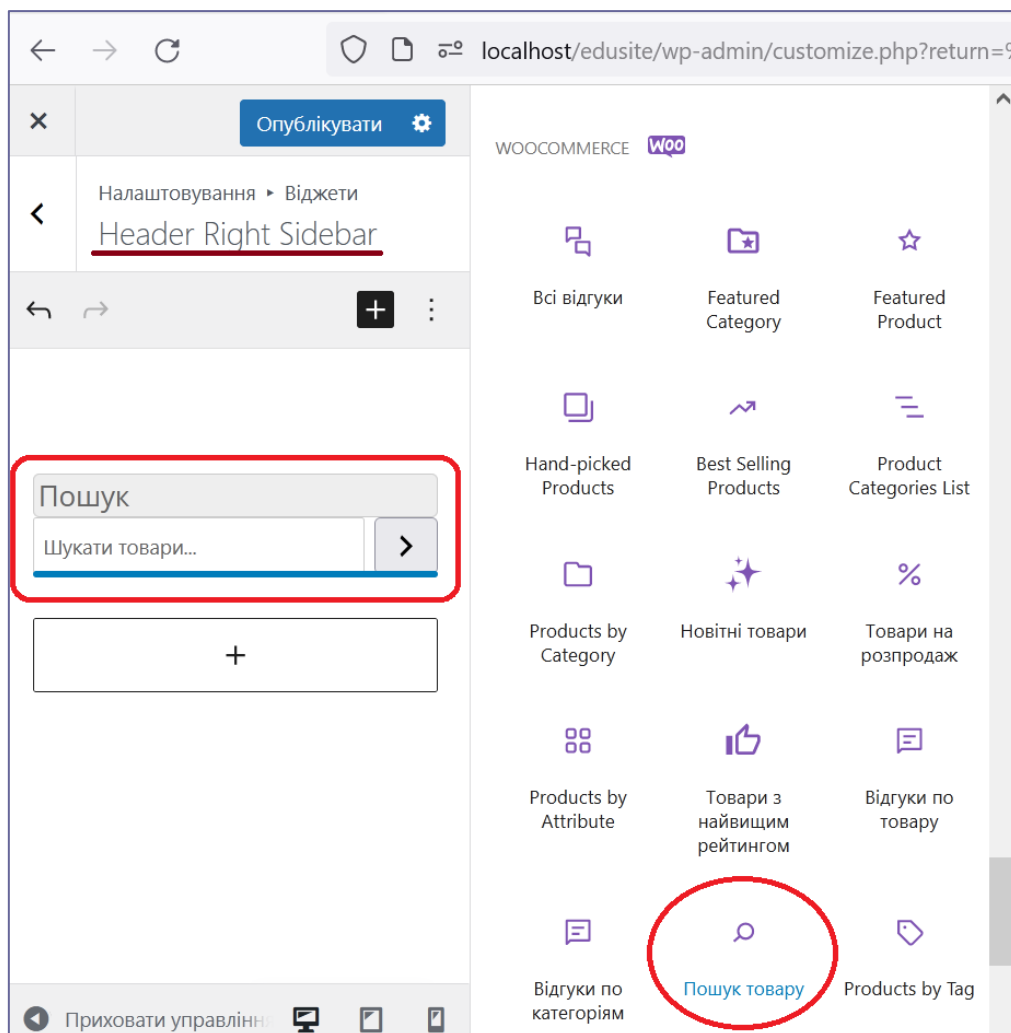 localhost/edusite/wp-admin/customize.php?return=%
Опублікувати
Налаштовування ▸ Віджети
Header Right Sidebar
Пошук
Шукати товари...
Приховати управління
WOOCOMMERCE Woo
Всі відгуки
Featured
Category
Featured
Product
Hand-picked
Products
Best Selling
Products
Product
Categories List
Products by
Category
Новітні товари
Товари на
розпродаж
Products by
Attribute
Товари з
найвищим
рейтингом
Відгуки по
товару
Відгуки по
категоріям
Пошук товару
Products by Tag